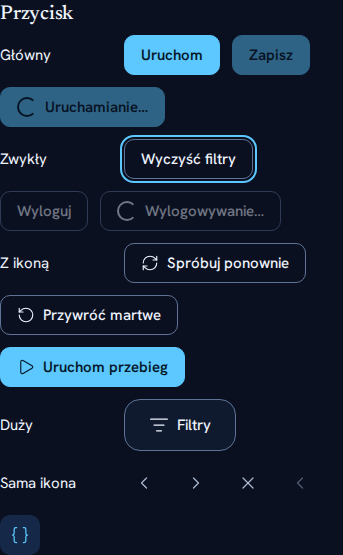 Przycisk
Główny Uruchom Zapisz
Uruchamianie...
Zwykły Wyczyść filtry
Wyloguj Wylogowywanie...
Z ikoną Spróbuj ponownie
Przywróć martwe
Uruchom przebieg
Duży Filtry
Sama ikona
{ }